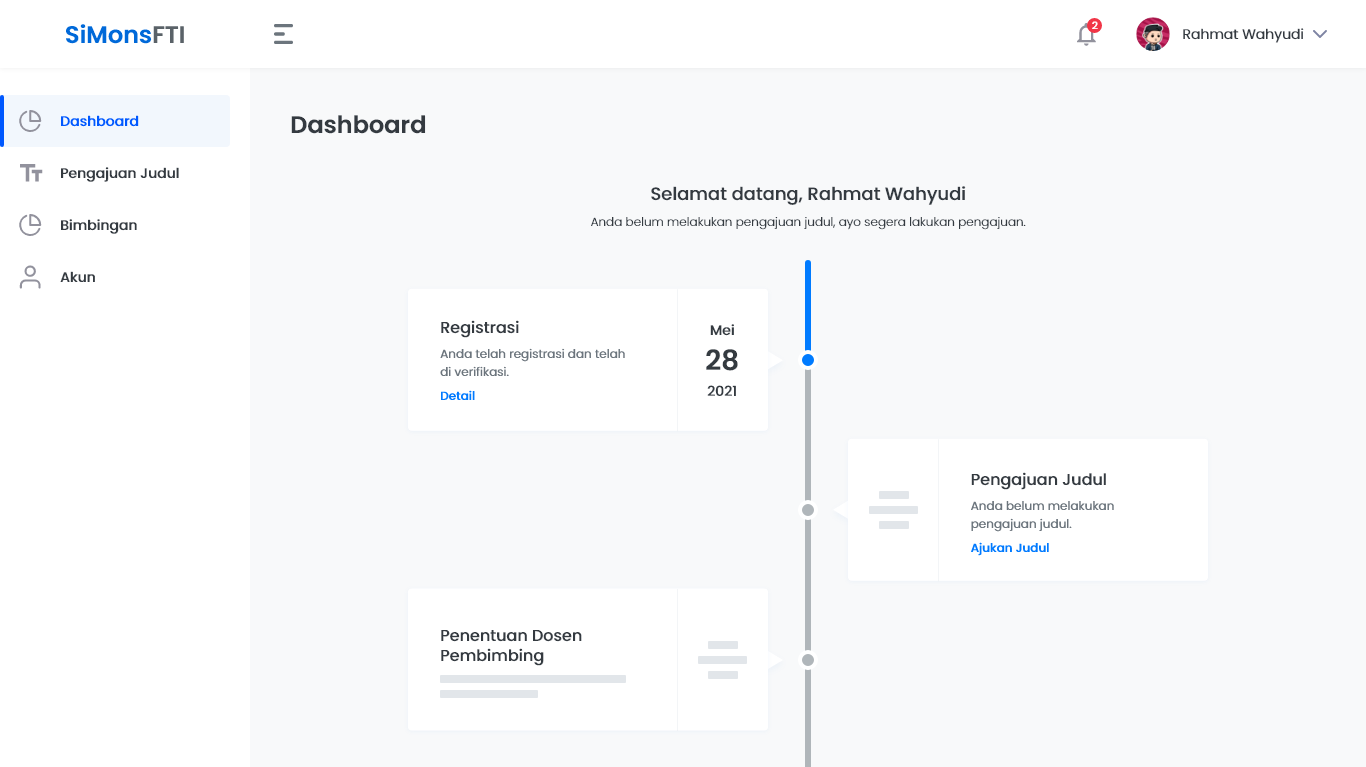 SiMonsFTI
2
Rahmat Wahyudi
Dashboard
Pengajuan Judul
Bimbingan
Akun
Dashboard
Selamat datang, Rahmat Wahyudi
Anda belum melakukan pengajuan judul, ayo segera lakukan pengajuan.
Registrasi
Anda telah registrasi dan telah
di verifikasi.
Detail
Mei
28
2021
Pengajuan Judul
Anda belum melakukan
pengajuan judul.
Ajukan Judul
Penentuan Dosen
Pembimbing